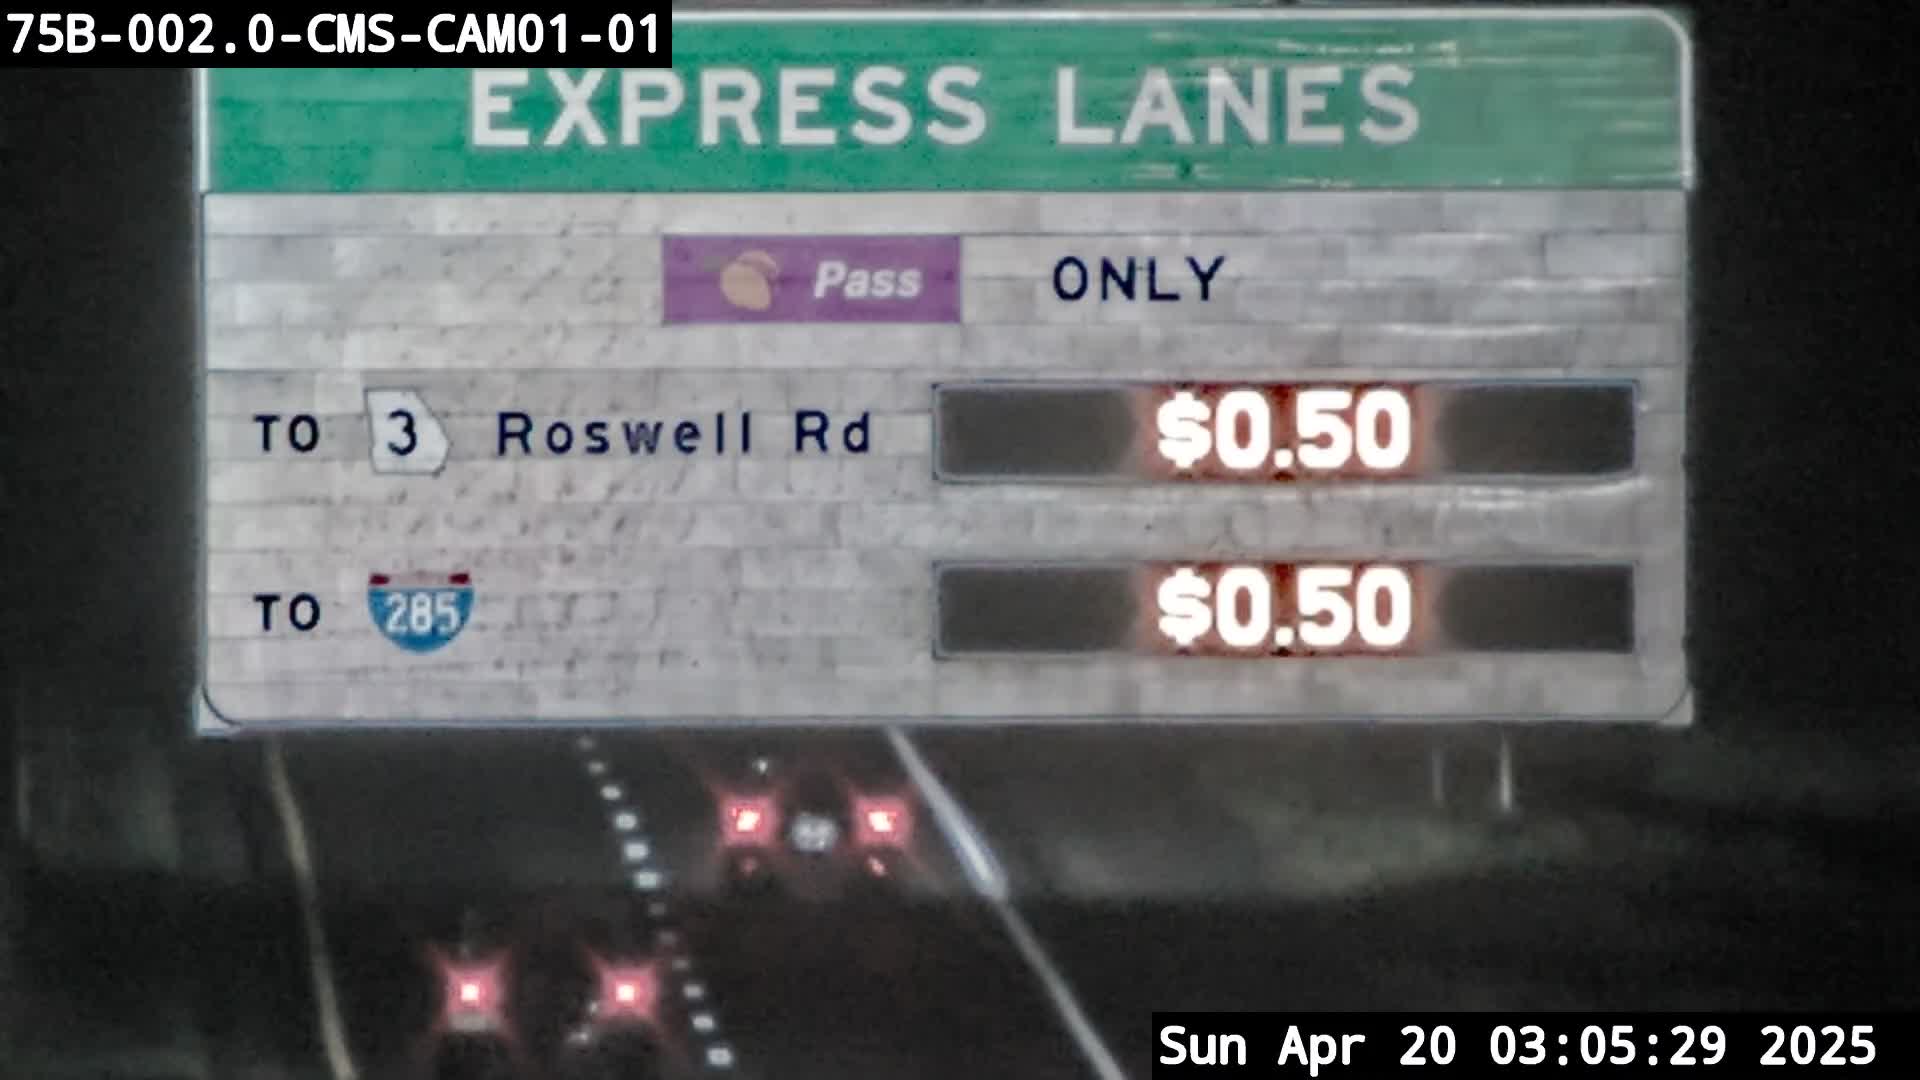 75B-002.0-CMS-CAM01-01
EXPRESS LANES
Pass ONLY
TO 3 Roswell Rd $0.50
TO 285 $0.50
Sun Apr 20 03:05:29 2025